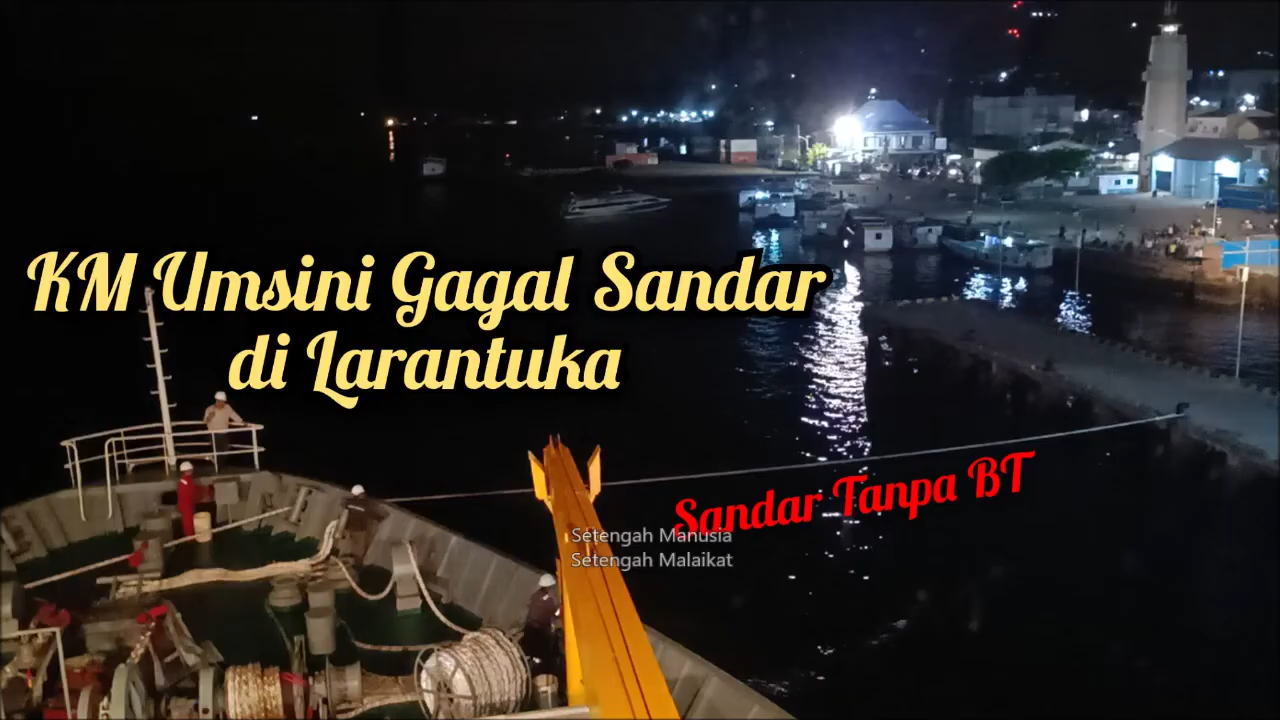 KM Umsini Gagal Sandar
di Larantuka
Sandar Tanpa BT
Setengah Manusia
Setengah Malaikat